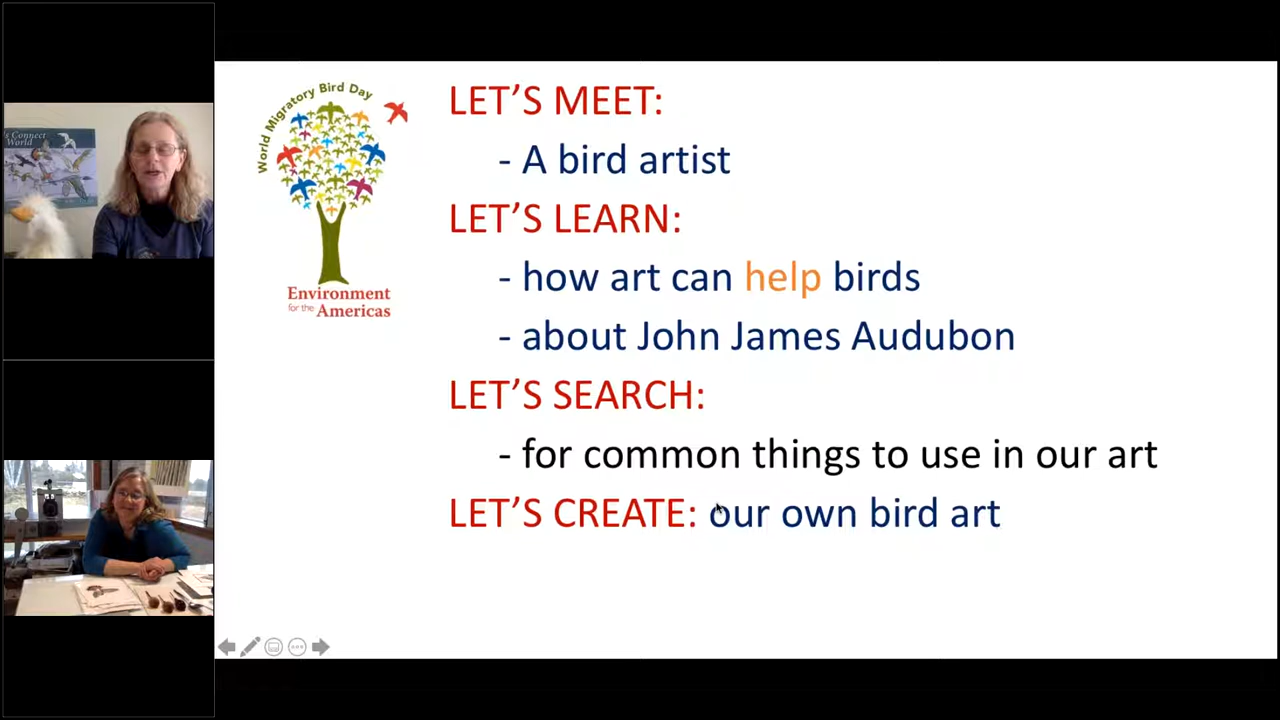 's Connect
World
World Migratory Bird Day
Environment
for the Americas
LET'S MEET:
- A bird artist
LET'S LEARN:
- how art can help birds
- about John James Audubon
LET'S SEARCH:
- for common things to use in our art
LET'S CREATE: our own bird art